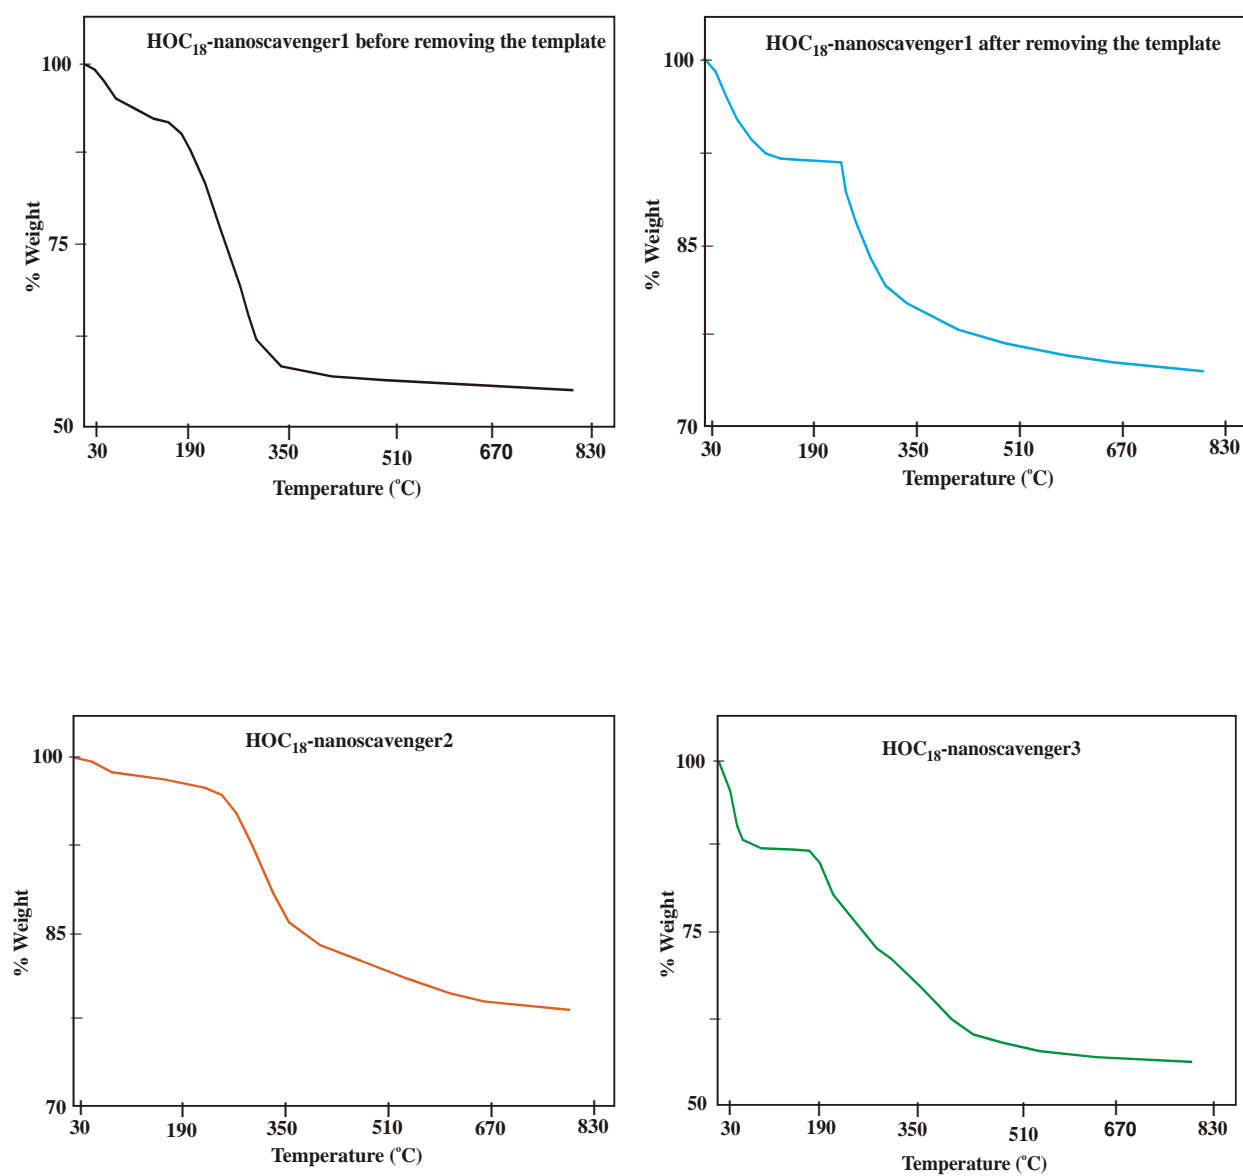 HOC18-nanoscavenger1 before removing the template
100
75
50
% Weight
30 190 350 510 670 830
Temperature (°C)
HOC18-nanoscavenger1 after removing the template
100
85
70
% Weight
30 190 350 510 670 830
Temperature (°C)
HOC18-nanoscavenger2
100
85
70
% Weight
30 190 350 510 670 830
Temperature (°C)
HOC18-nanoscavenger3
100
75
50
% Weight
30 190 350 510 670 830
Temperature (°C)